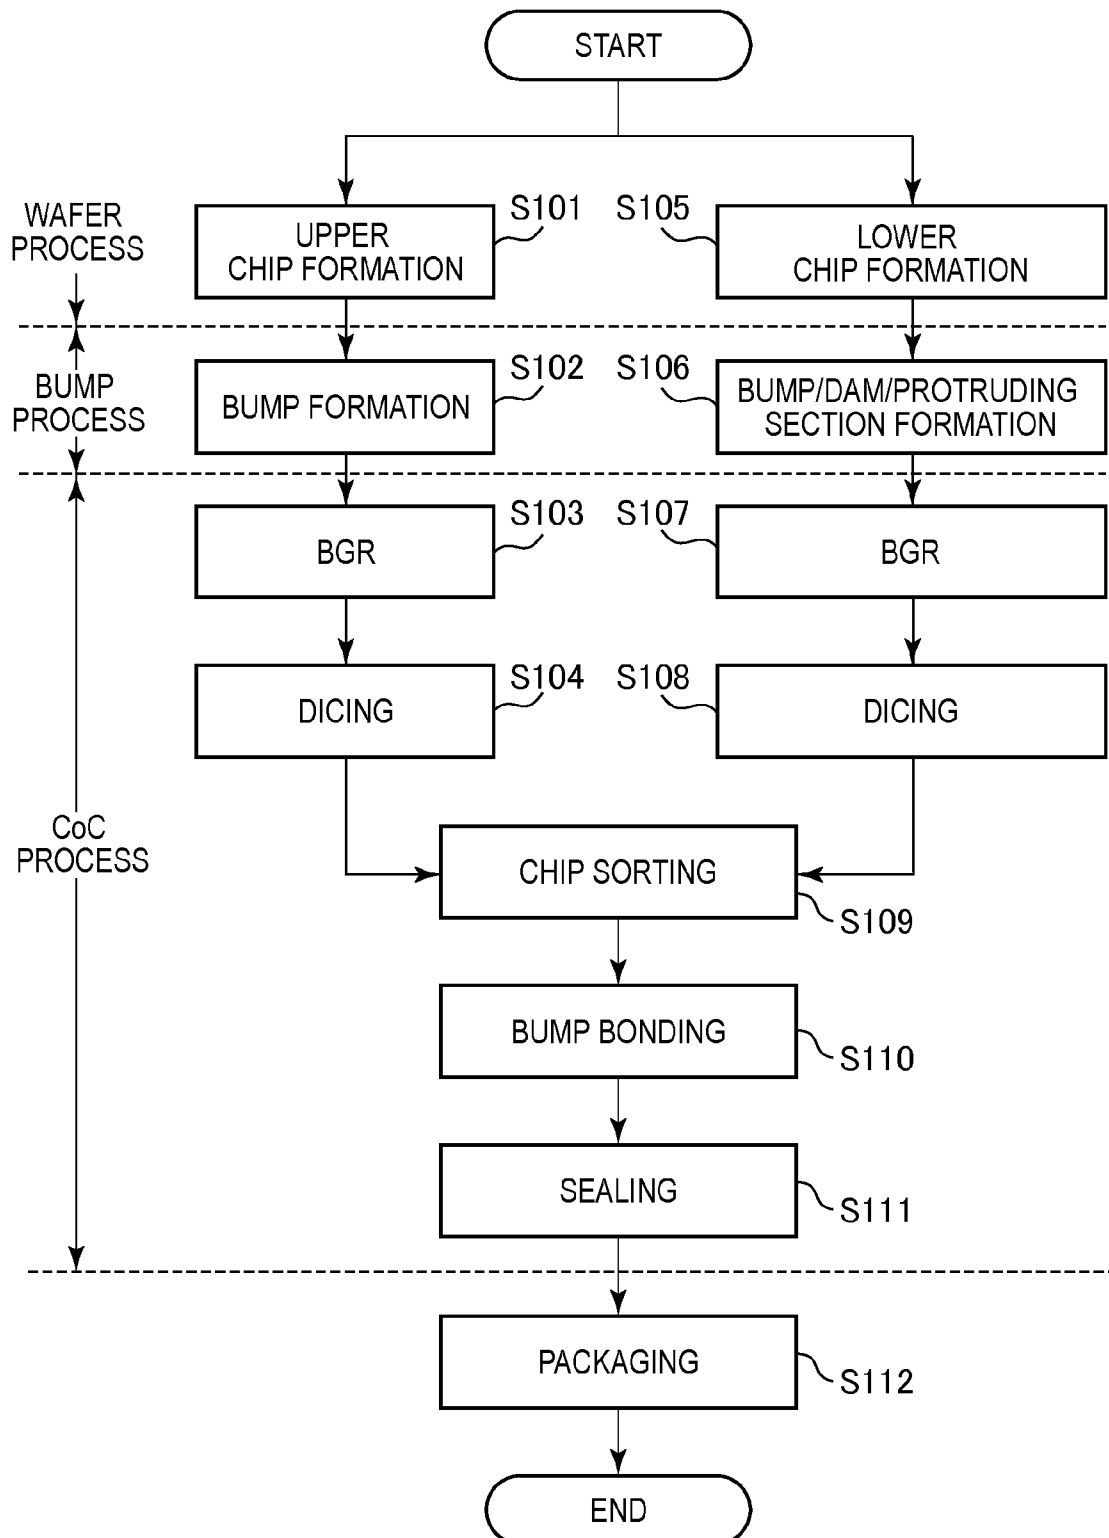 START
WAFER
PROCESS
UPPER
CHIP FORMATION
S101
S105
LOWER
CHIP FORMATION
BUMP
PROCESS
BUMP FORMATION
S102
S106
BUMP/DAM/PROTRUDING
SECTION FORMATION
BGR
S103
S107
BGR
DICING
S104
S108
DICING
CoC
PROCESS
CHIP SORTING
S109
BUMP BONDING
S110
SEALING
S111
PACKAGING
S112
END